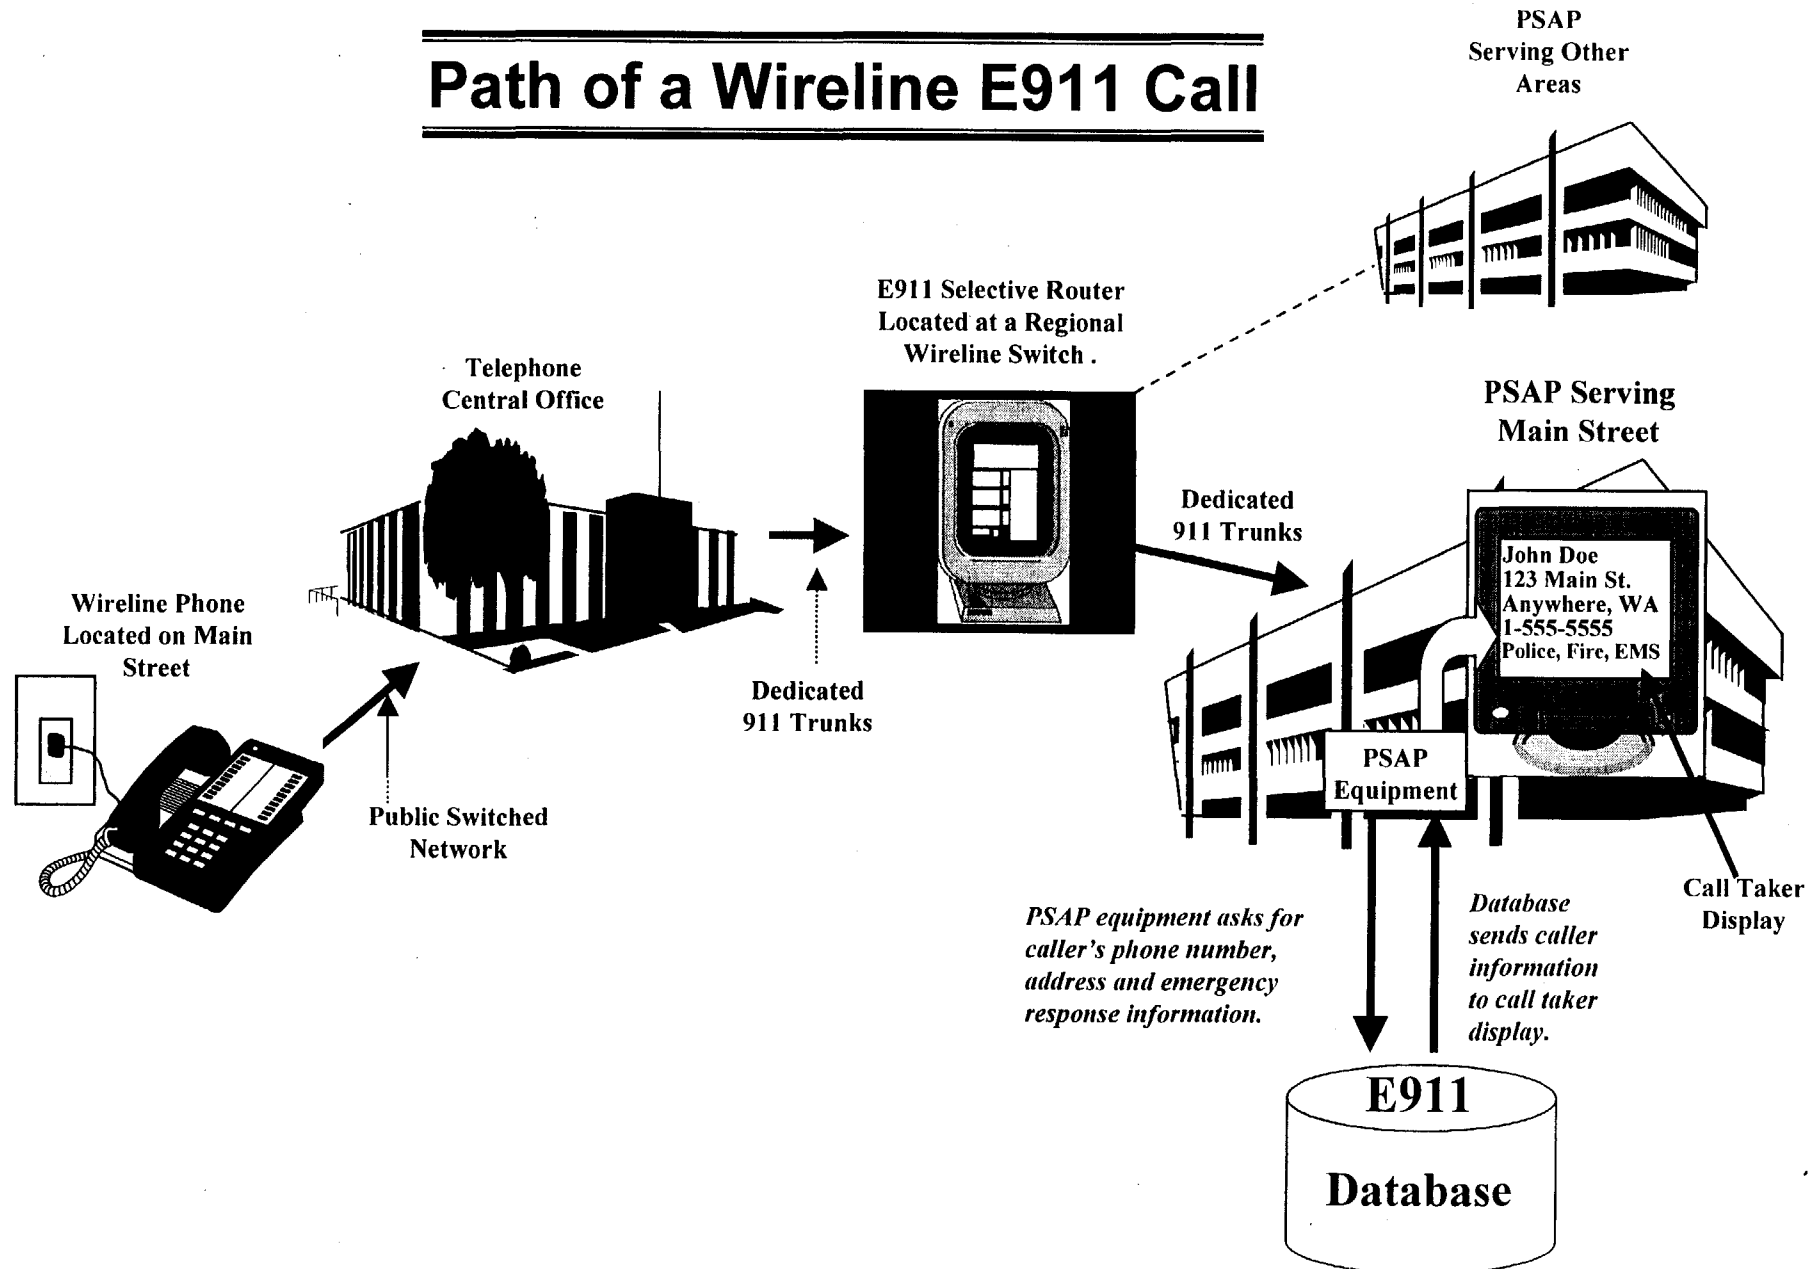 Path of a Wireline E911 Call
PSAP
Serving Other
Areas
E911 Selective Router
Located at a Regional
Wireline Switch .
Telephone
Central Office
PSAP Serving
Main Street
Dedicated
911 Trunks
John Doe
123 Main St.
Anywhere, WA
1-555-5555
Police, Fire, EMS
Wireline Phone
Located on Main
Street
Dedicated
911 Trunks
PSAP
Equipment
Public Switched
Network
Call Taker
Display
PSAP equipment asks for
caller's phone number,
address and emergency
response information.
Database
sends caller
information
to call taker
display.
E911
Database